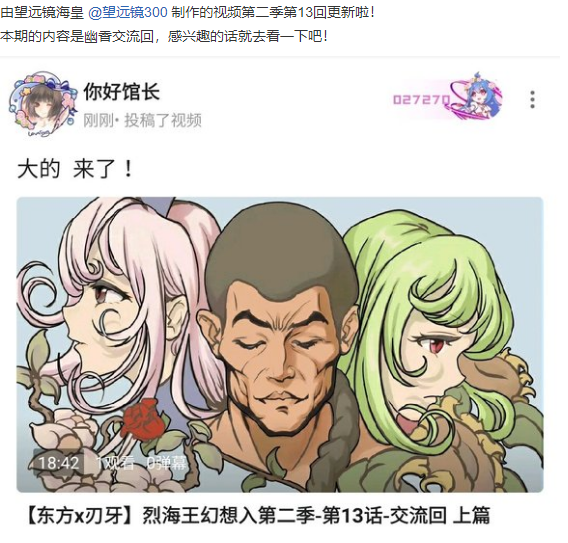 由望远镜海皇 @望远镜300 制作的视频第二季第13回更新啦！
本期的内容是幽香交流回，感兴趣的话就去看一下吧！
你好馆长
027270
刚刚• 投稿了视频
大的 来了！
18:42 1观看 0弹幕
【东方x刃牙】烈海王幻想入第二季-第13话-交流回 上篇